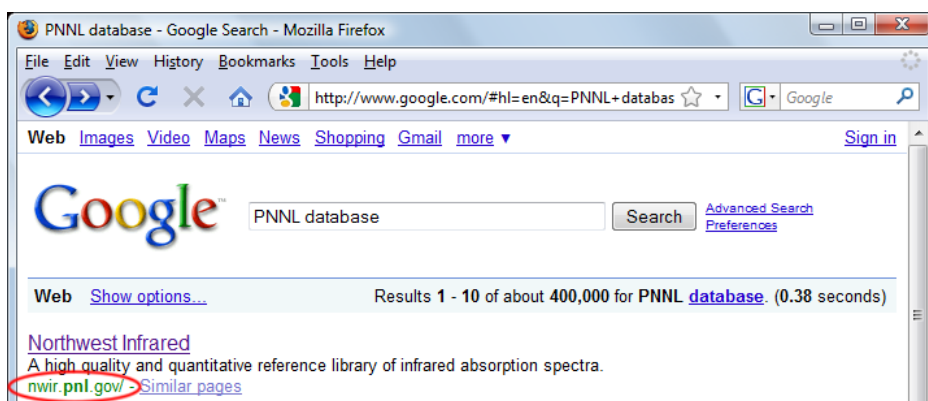 PNNL database - Google Search - Mozilla Firefox
File Edit View History Bookmarks Tools Help
http://www.google.com/#hl=en&q=PNNL+databas G Google
Web Images Video Maps News Shopping Gmail more ▼ Sign in
Google™ PNNL database Search Advanced Search
Preferences
Web Show options... Results 1 - 10 of about 400,000 for PNNL database. (0.38 seconds)
Northwest Infrared
A high quality and quantitative reference library of infrared absorption spectra.
nwir.pnl.gov/ - Similar pages